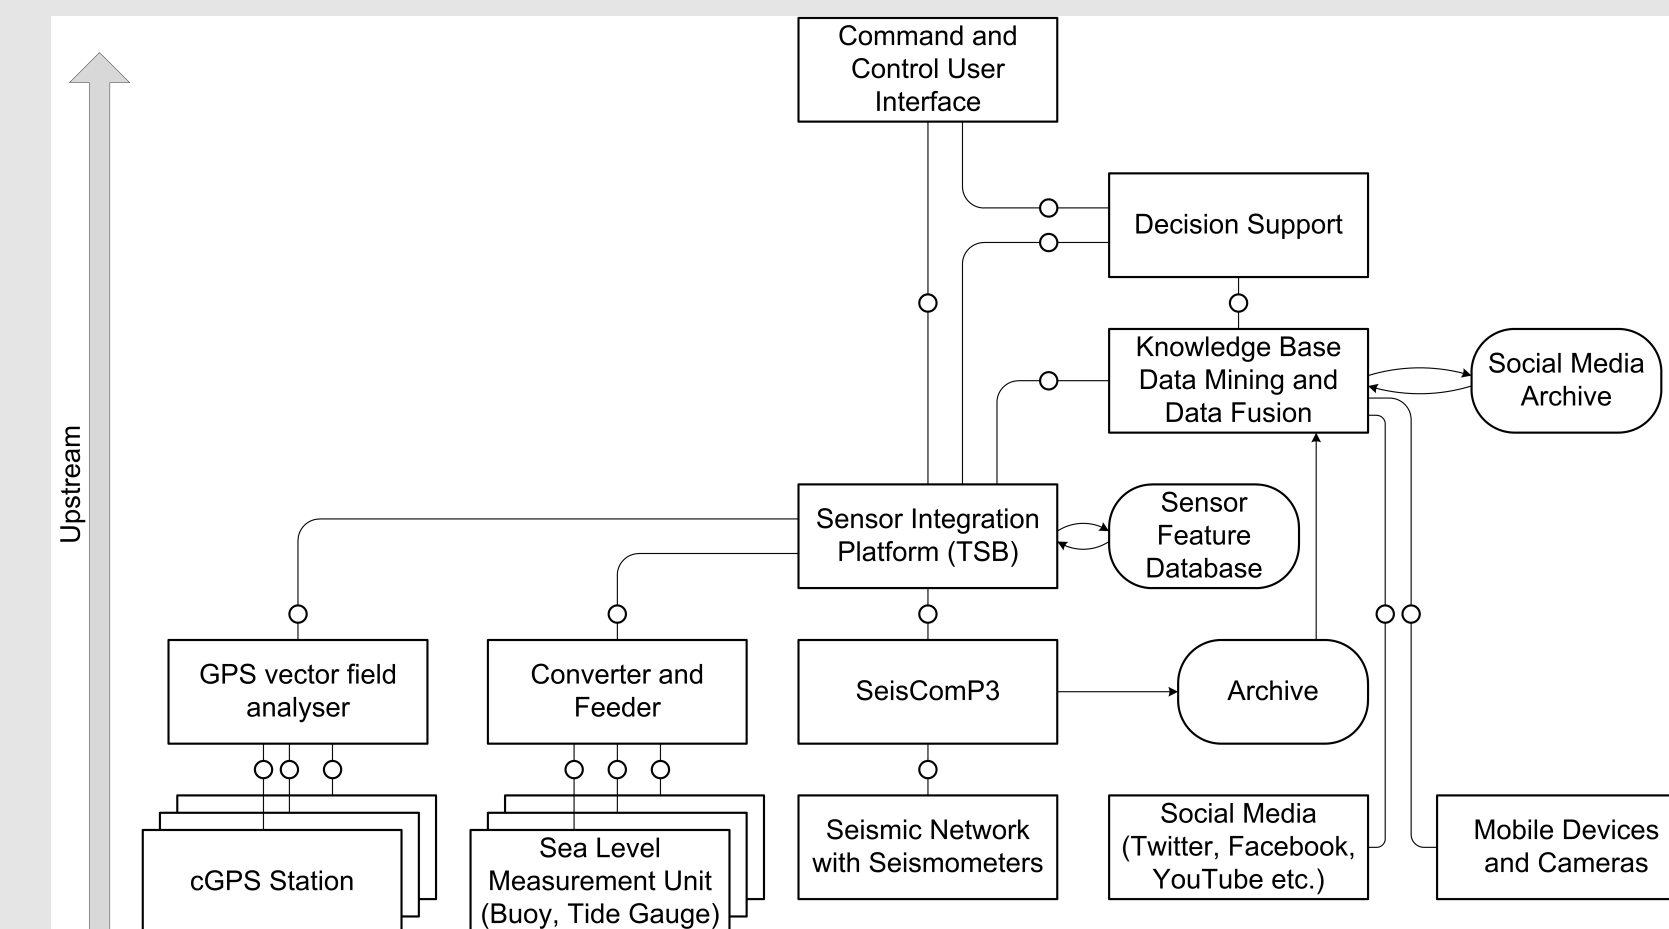 Command and
Control User
Interface
Decision Support
Knowledge Base
Data Mining and
Data Fusion
Social Media
Archive
Upstream
Sensor Integration
Platform (TSB)
Sensor
Feature
Database
GPS vector field
analyser
Converter and
Feeder
SeisComP3
Archive
cGPS Station
Sea Level
Measurement Unit
(Buoy, Tide Gauge)
Seismic Network
with Seismometers
Social Media
(Twitter, Facebook,
YouTube etc.)
Mobile Devices
and Cameras